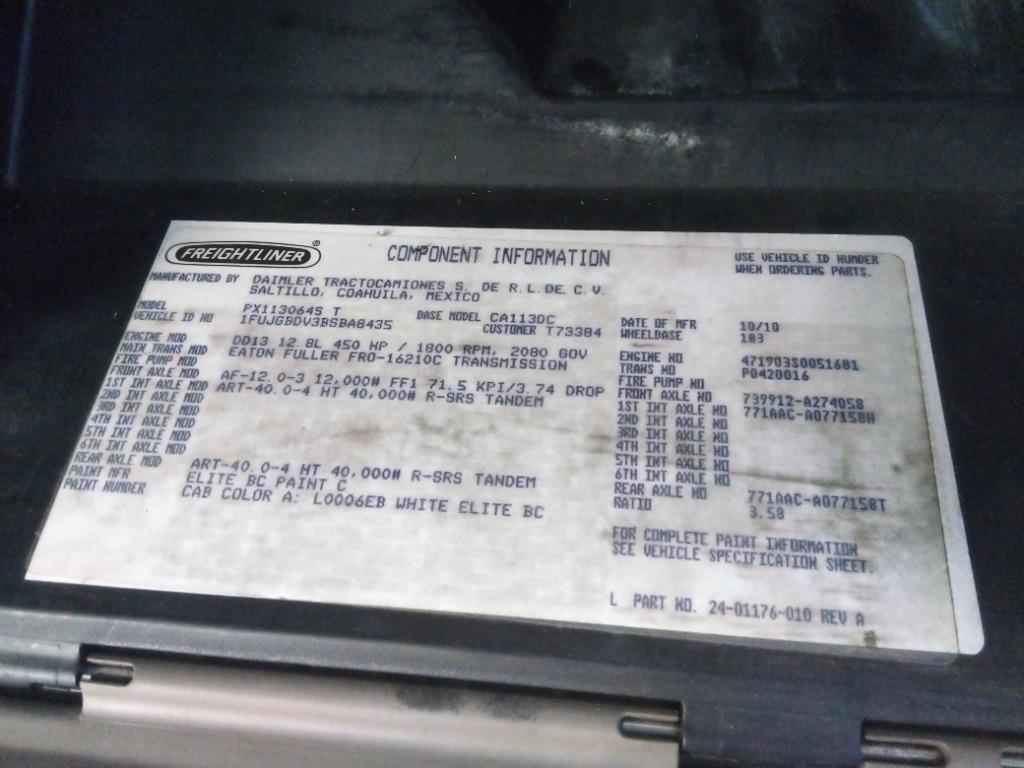 FREIGHTLINER®
COMPONENT INFORMATION
USE VEHICLE ID NUMBER
WHEN ORDERING PARTS.
MANUFACTURED BY DAIMLER TRACTOCAMIONES S. DE R.L.DE C.V.
SALTILLO, COAHUILA, MEXICO
MODEL PX113064S T BASE MODEL CA113DC
VEHICLE ID NO 1FUJGBDV3BSBA8435 CUSTOMER T73384
DATE OF MFR 10/10
WHEELBASE 183
ENGINE MOD DD13 12.8L 450 HP / 1800 RPM, 2080 GOV
MAIN TRANS MOD EATON FULLER FRO-16210C TRANSMISSION
FIRE PUMP MOD
FRONT AXLE MOD AF-12.0-3 12,000# FF1 71.5 KPI/3.74 DROP
1ST INT AXLE MOD ART-40.0-4 HT 40,000# R-SRS TANDEM
2ND INT AXLE MOD
3RD INT AXLE MOD
4TH INT AXLE MOD
5TH INT AXLE MOD
6TH INT AXLE MOD
REAR AXLE MOD ART-40.0-4 HT 40,000# R-SRS TANDEM
PAINT MFR ELITE BC PAINT C
PAINT NUMBER CAB COLOR A: L0006EB WHITE ELITE BC
ENGINE NO 471903S0051681
TRANS NO P0420016
FIRE PUMP NO
FRONT AXLE NO 739912-A274058
1ST INT AXLE NO 771AAC-A077158H
2ND INT AXLE NO
3RD INT AXLE NO
4TH INT AXLE NO
5TH INT AXLE NO
6TH INT AXLE NO
REAR AXLE NO 771AAC-A077158T
RATIO 3.58
FOR COMPLETE PAINT INFORMATION
SEE VEHICLE SPECIFICATION SHEET.
L PART NO. 24-01176-010 REV A